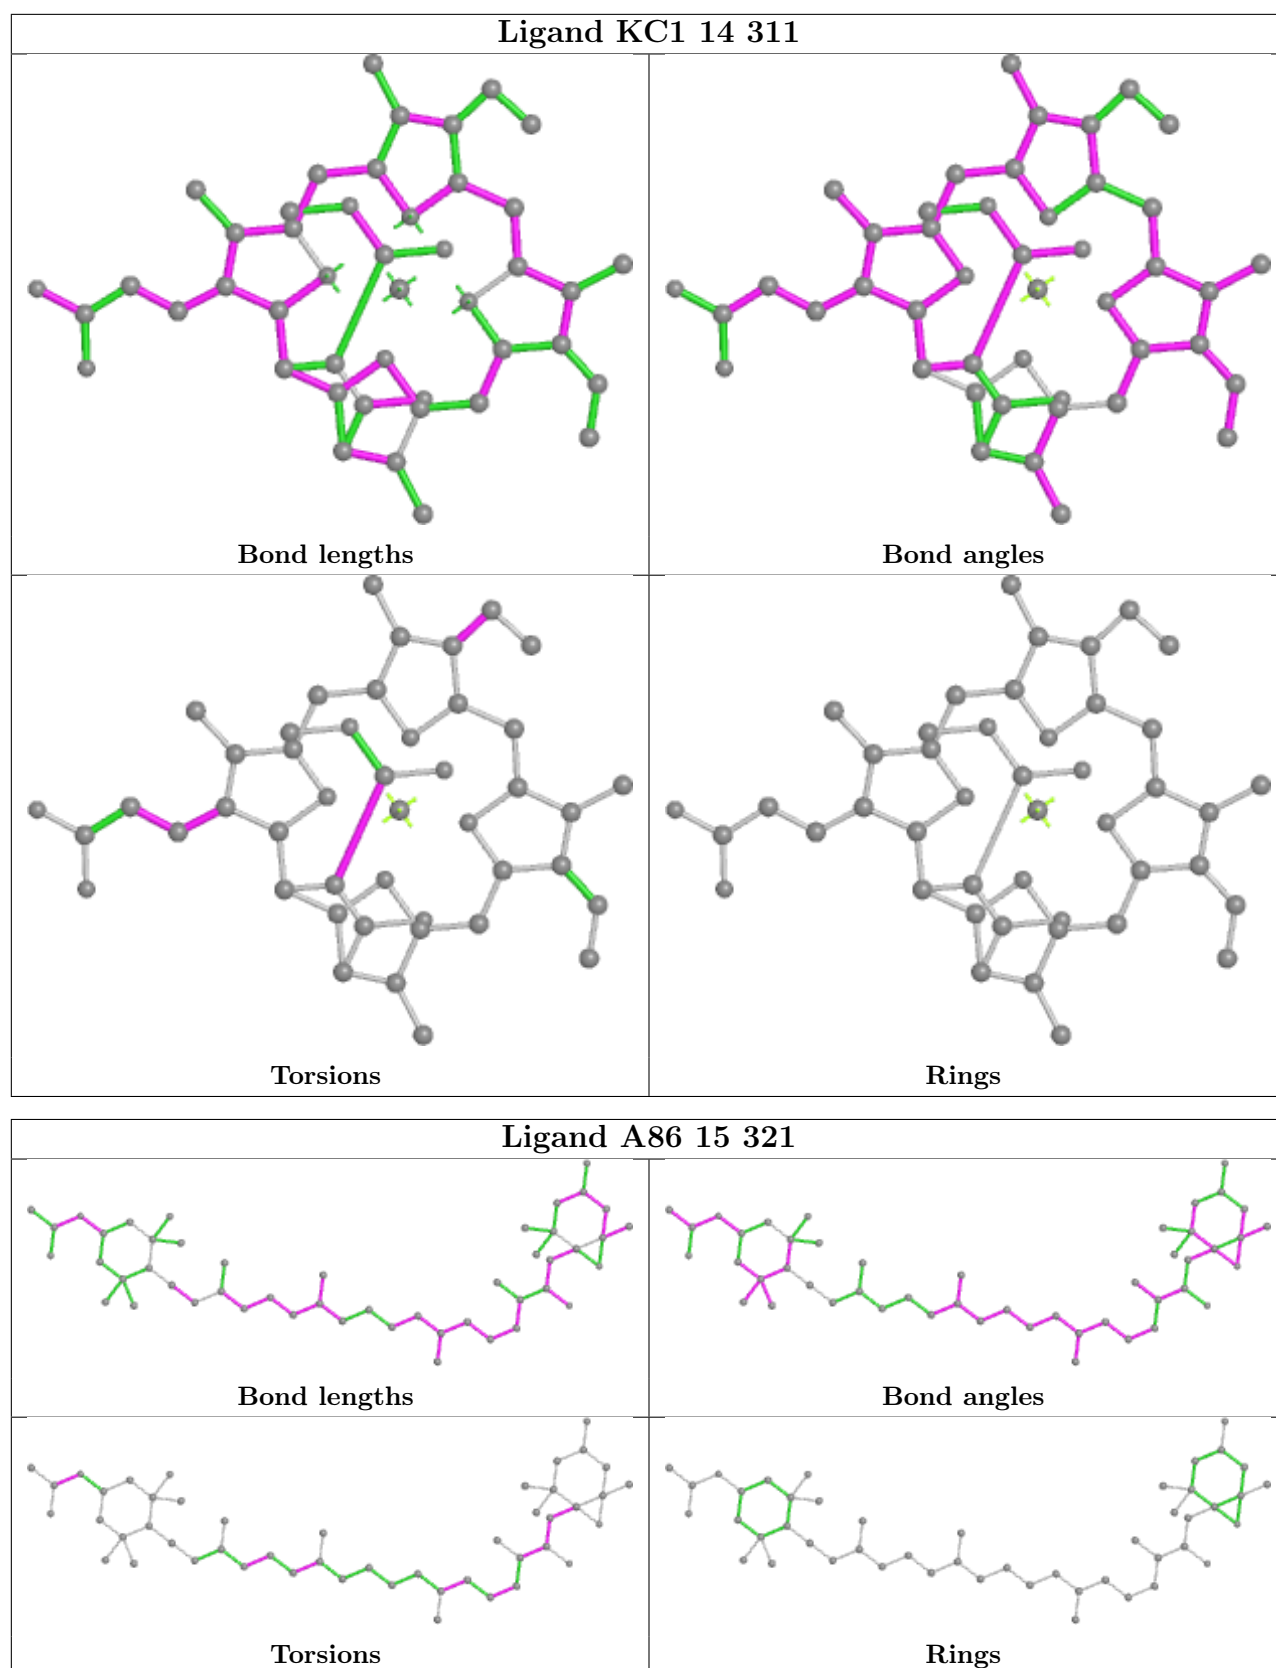 Ligand KC1 14 311
Bond lengths
Bond angles
Torsions
Rings
Ligand A86 15 321
Bond lengths
Bond angles
Torsions
Rings